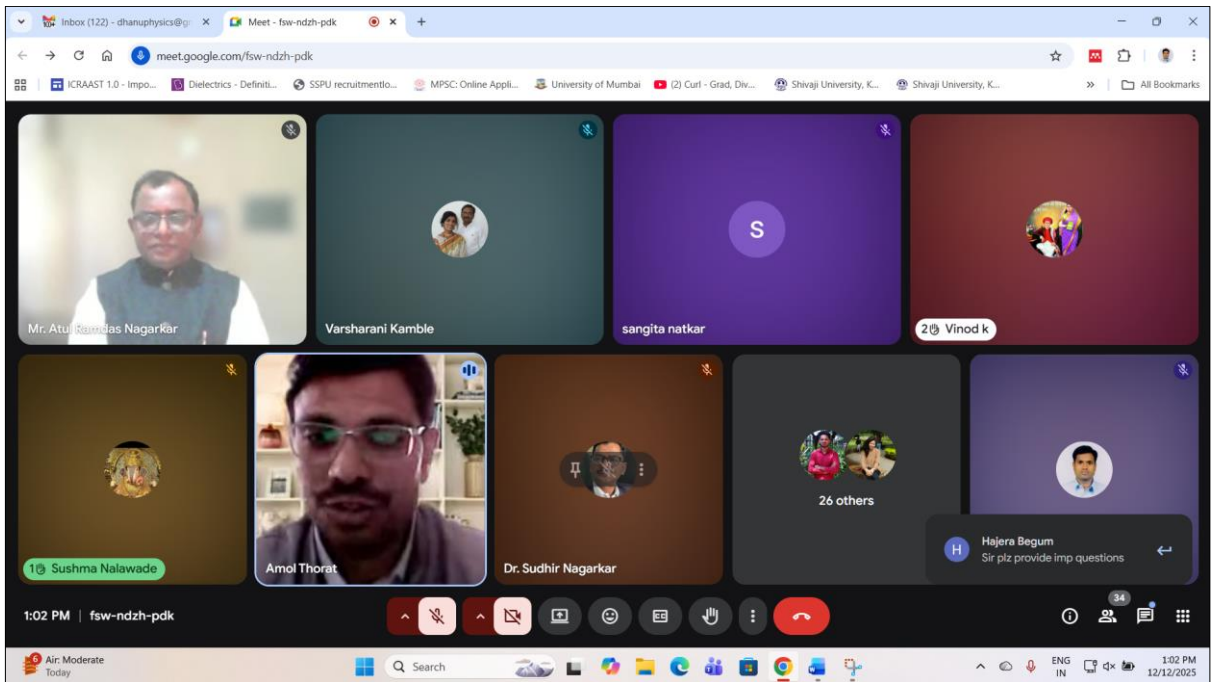 Inbox (122) - dhanuphysics@g
Meet - fsw-ndzh-pdk
meet.google.com/fsw-ndzh-pdk
ICRAAST 1.0 - Impo...
Dielectrics - Definiti...
SSPU recruitmentlo...
MPSC: Online Appli...
University of Mumbai
(2) Curl - Grad, Div...
Shivaji University, K...
Shivaji University, K...
All Bookmarks
Mr. Atul Ramdas Nagarkar
Varsharani Kamble
S
sangita natkar
2 Vinod k
1 Sushma Nalawade
Amol Thorat
Dr. Sudhir Nagarkar
26 others
H
Hajera Begum
Sir plz provide imp questions
1:02 PM | fsw-ndzh-pdk
CC
34
6
Air: Moderate
Today
Search
ENG
IN
1:02 PM
12/12/2025